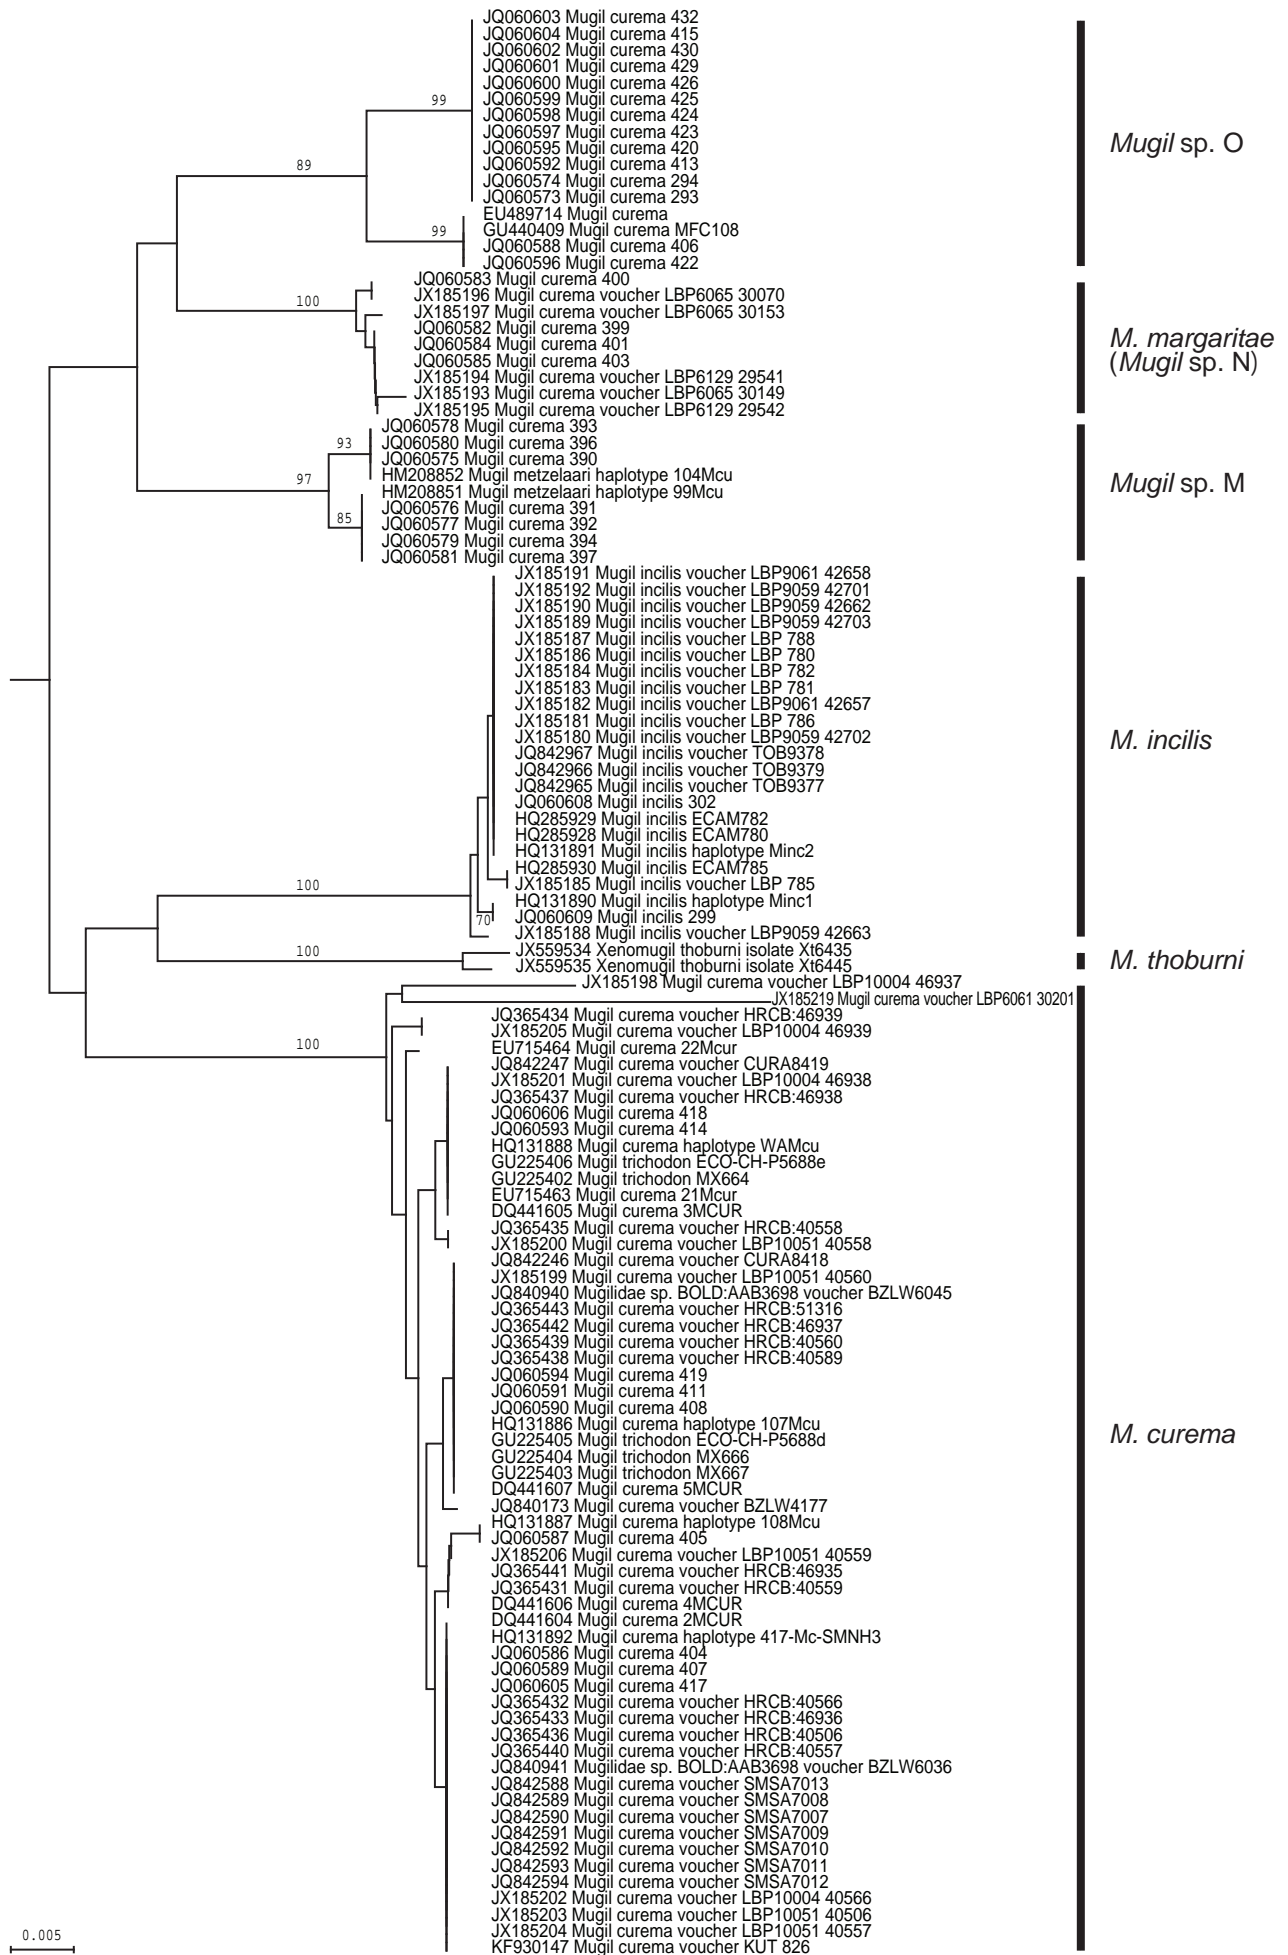 JQ060603 Mugil curema 432
JQ060604 Mugil curema 415
JQ060602 Mugil curema 430
JQ060601 Mugil curema 429
JQ060600 Mugil curema 426
JQ060599 Mugil curema 425
99
JQ060598 Mugil curema 424
JQ060597 Mugil curema 423
Mugil sp. O
JQ060595 Mugil curema 420
JQ060592 Mugil curema 413
89
JQ060574 Mugil curema 294
JQ060573 Mugil curema 293
EU489714 Mugil curema
GU440409 Mugil curema MFC108
99
JQ060588 Mugil curema 406
JQ060596 Mugil curema 422
JQ060583 Mugil curema 400
JX185196 Mugil curema voucher LBP6065 30070
100
JX185197 Mugil curema voucher LBP6065 30153
JQ060582 Mugil curema 399
M. margaritae
JQ060584 Mugil curema 401
JQ060585 Mugil curema 403
(Mugil sp. N)
JX185194 Mugil curema voucher LBP6129 29541
JX185193 Mugil curema voucher LBP6065 30149
JX185195 Mugil curema voucher LBP6129 29542
JQ060578 Mugil curema 393
93
JQ060580 Mugil curema 396
JQ060575 Mugil curema 390
HM208852 Mugil metzelaari haplotype 104Mcu
97
Mugil sp. M
HM208851 Mugil metzelaari haplotype 99Mcu
JQ060576 Mugil curema 391
85
JQ060577 Mugil curema 392
JQ060579 Mugil curema 394
JQ060581 Mugil curema 397
JX185191 Mugil incilis voucher LBP9061 42658
JX185192 Mugil incilis voucher LBP9059 42701
JX185190 Mugil incilis voucher LBP9059 42662
JX185189 Mugil incilis voucher LBP9059 42703
JX185187 Mugil incilis voucher LBP 788
JX185186 Mugil incilis voucher LBP 780
JX185184 Mugil incilis voucher LBP 782
JX185183 Mugil incilis voucher LBP 781
JX185182 Mugil incilis voucher LBP9061 42657
JX185181 Mugil incilis voucher LBP 786
JX185180 Mugil incilis voucher LBP9059 42702
M. incilis
JQ842967 Mugil incilis voucher TOB9378
JQ842966 Mugil incilis voucher TOB9379
JQ842965 Mugil incilis voucher TOB9377
JQ060608 Mugil incilis 302
HQ285929 Mugil incilis ECAM782
HQ285928 Mugil incilis ECAM780
HQ131891 Mugil incilis haplotype Minc2
HQ285930 Mugil incilis ECAM785
100
JX185185 Mugil incilis voucher LBP 785
HQ131890 Mugil incilis haplotype Minc1
70
JQ060609 Mugil incilis 299
JX185188 Mugil incilis voucher LBP9059 42663
100
JX559534 Xenomugil thoburni isolate Xt6435
M. thoburni
JX559535 Xenomugil thoburni isolate Xt6445
JX185198 Mugil curema voucher LBP10004 46937
JX185219 Mugil curema voucher LBP6061 30201
JQ365434 Mugil curema voucher HRCB:46939
JX185205 Mugil curema voucher LBP10004 46939
100
EU715464 Mugil curema 22Mcur
JQ842247 Mugil curema voucher CURA8419
JX185201 Mugil curema voucher LBP10004 46938
JQ365437 Mugil curema voucher HRCB:46938
JQ060606 Mugil curema 418
JQ060593 Mugil curema 414
HQ131888 Mugil curema haplotype WAMcu
GU225406 Mugil trichodon ECO-CH-P5688e
GU225402 Mugil trichodon MX664
EU715463 Mugil curema 21Mcur
DQ441605 Mugil curema 3MCUR
JQ365435 Mugil curema voucher HRCB:40558
JX185200 Mugil curema voucher LBP10051 40558
JQ842246 Mugil curema voucher CURA8418
JX185199 Mugil curema voucher LBP10051 40560
JQ840940 Mugilidae sp. BOLD:AAB3698 voucher BZLW6045
JQ365443 Mugil curema voucher HRCB:51316
JQ365442 Mugil curema voucher HRCB:46937
JQ365439 Mugil curema voucher HRCB:40560
JQ365438 Mugil curema voucher HRCB:40589
JQ060594 Mugil curema 419
JQ060591 Mugil curema 411
JQ060590 Mugil curema 408
HQ131886 Mugil curema haplotype 107Mcu
M. curema
GU225405 Mugil trichodon ECO-CH-P5688d
GU225404 Mugil trichodon MX666
GU225403 Mugil trichodon MX667
DQ441607 Mugil curema 5MCUR
JQ840173 Mugil curema voucher BZLW4177
HQ131887 Mugil curema haplotype 108Mcu
JQ060587 Mugil curema 405
JX185206 Mugil curema voucher LBP10051 40559
JQ365441 Mugil curema voucher HRCB:46935
JQ365431 Mugil curema voucher HRCB:40559
DQ441606 Mugil curema 4MCUR
DQ441604 Mugil curema 2MCUR
HQ131892 Mugil curema haplotype 417-Mc-SMNH3
JQ060586 Mugil curema 404
JQ060589 Mugil curema 407
JQ060605 Mugil curema 417
JQ365432 Mugil curema voucher HRCB:40566
JQ365433 Mugil curema voucher HRCB:46936
JQ365436 Mugil curema voucher HRCB:40506
JQ365440 Mugil curema voucher HRCB:40557
JQ840941 Mugilidae sp. BOLD:AAB3698 voucher BZLW6036
JQ842588 Mugil curema voucher SMSA7013
JQ842589 Mugil curema voucher SMSA7008
JQ842590 Mugil curema voucher SMSA7007
JQ842591 Mugil curema voucher SMSA7009
JQ842592 Mugil curema voucher SMSA7010
JQ842593 Mugil curema voucher SMSA7011
JQ842594 Mugil curema voucher SMSA7012
JX185202 Mugil curema voucher LBP10004 40566
JX185203 Mugil curema voucher LBP10051 40506
JX185204 Mugil curema voucher LBP10051 40557
0.005
KF930147 Mugil curema voucher KUT 826